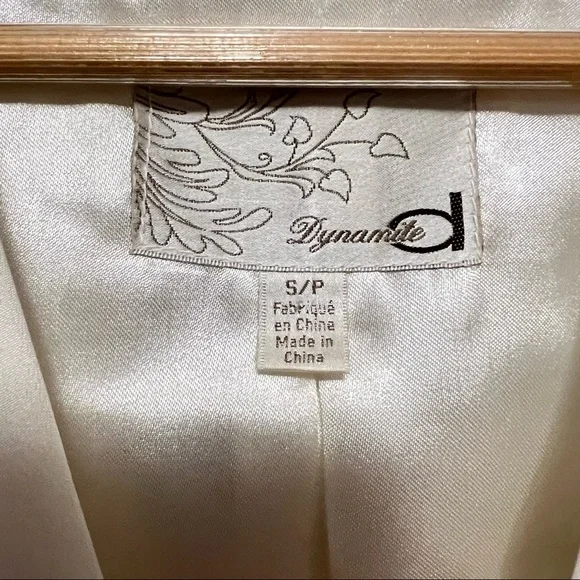 Dynamite d
S/P
Fabriqué
en Chine
Made in
China